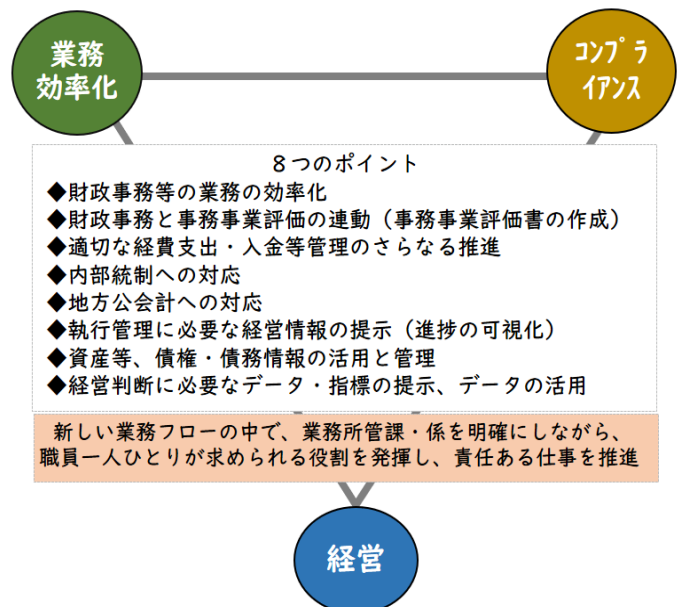 業務
効率化
コンプラ
イアンス
８つのポイント
◆財政事務等の業務の効率化
◆財政事務と事務事業評価の連動（事務事業評価書の作成）
◆適切な経費支出・入金等管理のさらなる推進
◆内部統制への対応
◆地方公会計への対応
◆執行管理に必要な経営情報の提示（進捗の可視化）
◆資産等、債権・債務情報の活用と管理
◆経営判断に必要なデータ・指標の提示、データの活用
新しい業務フローの中で、業務所管課・係を明確にしながら、
職員一人ひとりが求められる役割を発揮し、責任ある仕事を推進
経営